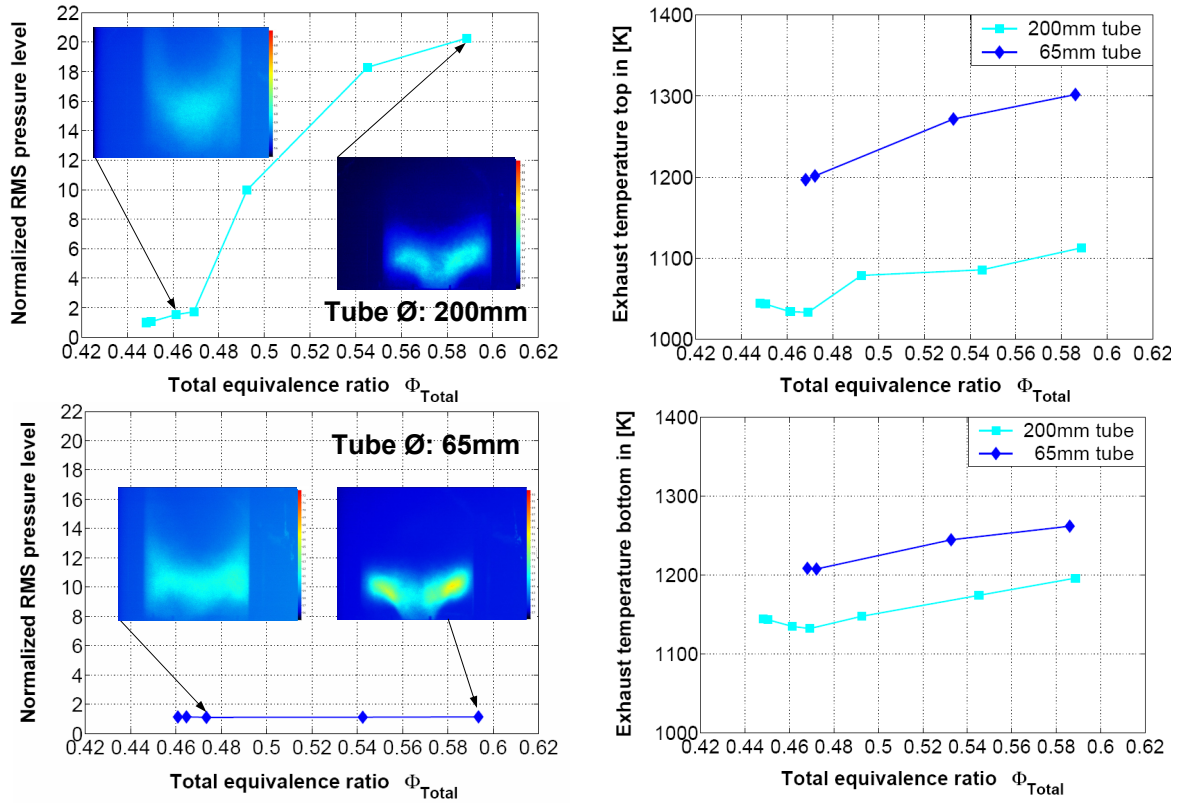 22
20
18
16
14
12
10
8
6
4
2
0
Normalized RMS pressure level
Tube Ø: 200mm
0.42 0.44 0.46 0.48 0.5 0.52 0.54 0.56 0.58 0.6 0.62
Total equivalence ratio Φ Total
1400
1300
1200
1100
1000
Exhaust temperature top in [K]
200mm tube
65mm tube
0.42 0.44 0.46 0.48 0.5 0.52 0.54 0.56 0.58 0.6 0.62
Total equivalence ratio Φ Total
22
20
18
16
14
12
10
8
6
4
2
0
Normalized RMS pressure level
Tube Ø: 65mm
0.42 0.44 0.46 0.48 0.5 0.52 0.54 0.56 0.58 0.6 0.62
Total equivalence ratio Φ Total
1400
1300
1200
1100
1000
Exhaust temperature bottom in [K]
200mm tube
65mm tube
0.42 0.44 0.46 0.48 0.5 0.52 0.54 0.56 0.58 0.6 0.62
Total equivalence ratio Φ Total